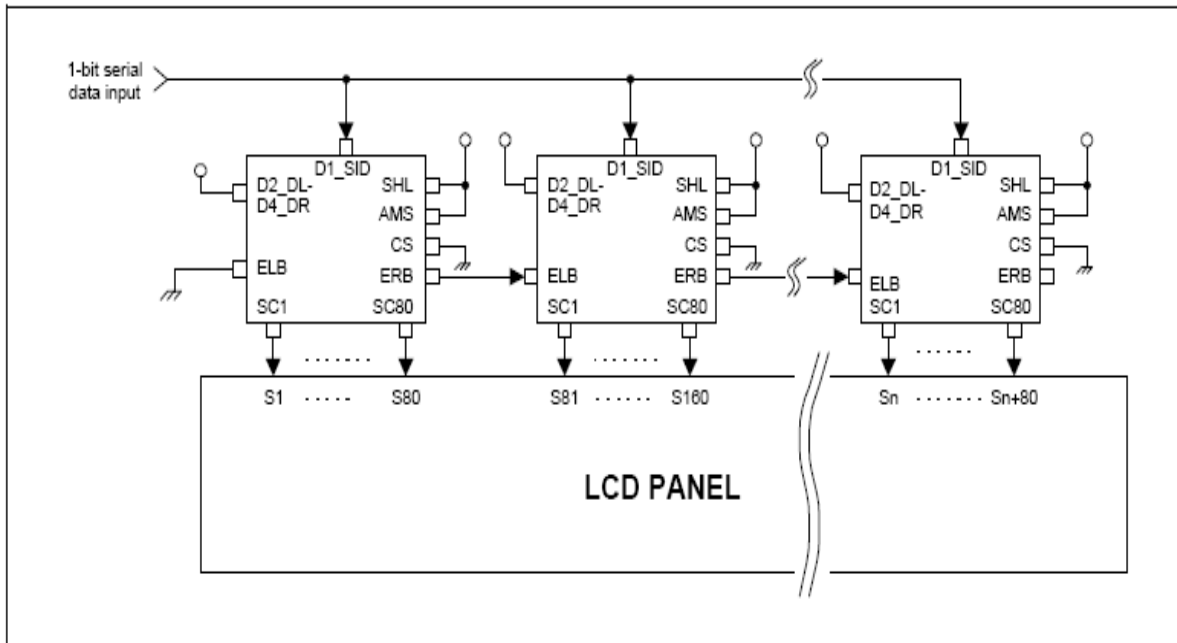 1-bit serial
data input
D1_SID
D2_DL-
D4_DR
SHL
AMS
CS
ELB
ERB
SC1
SC80
D1_SID
D2_DL-
D4_DR
SHL
AMS
CS
ELB
ERB
SC1
SC80
D1_SID
D2_DL-
D4_DR
SHL
AMS
CS
ELB
ERB
SC1
SC80
S1 ····· S80
S81 ······ S160
Sn ······· Sn+80
LCD PANEL